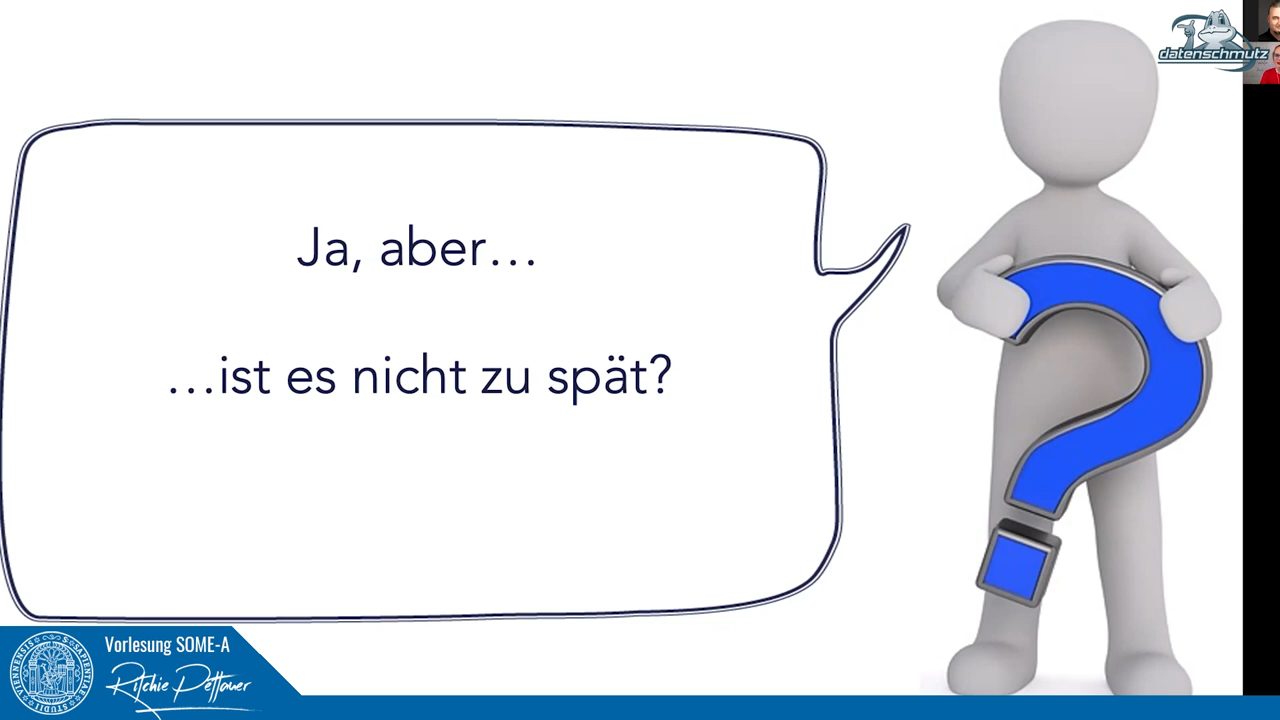 datenschmutz
Ja, aber…
…ist es nicht zu spät?
Vorlesung SOME-A
Ritchie Pettauer